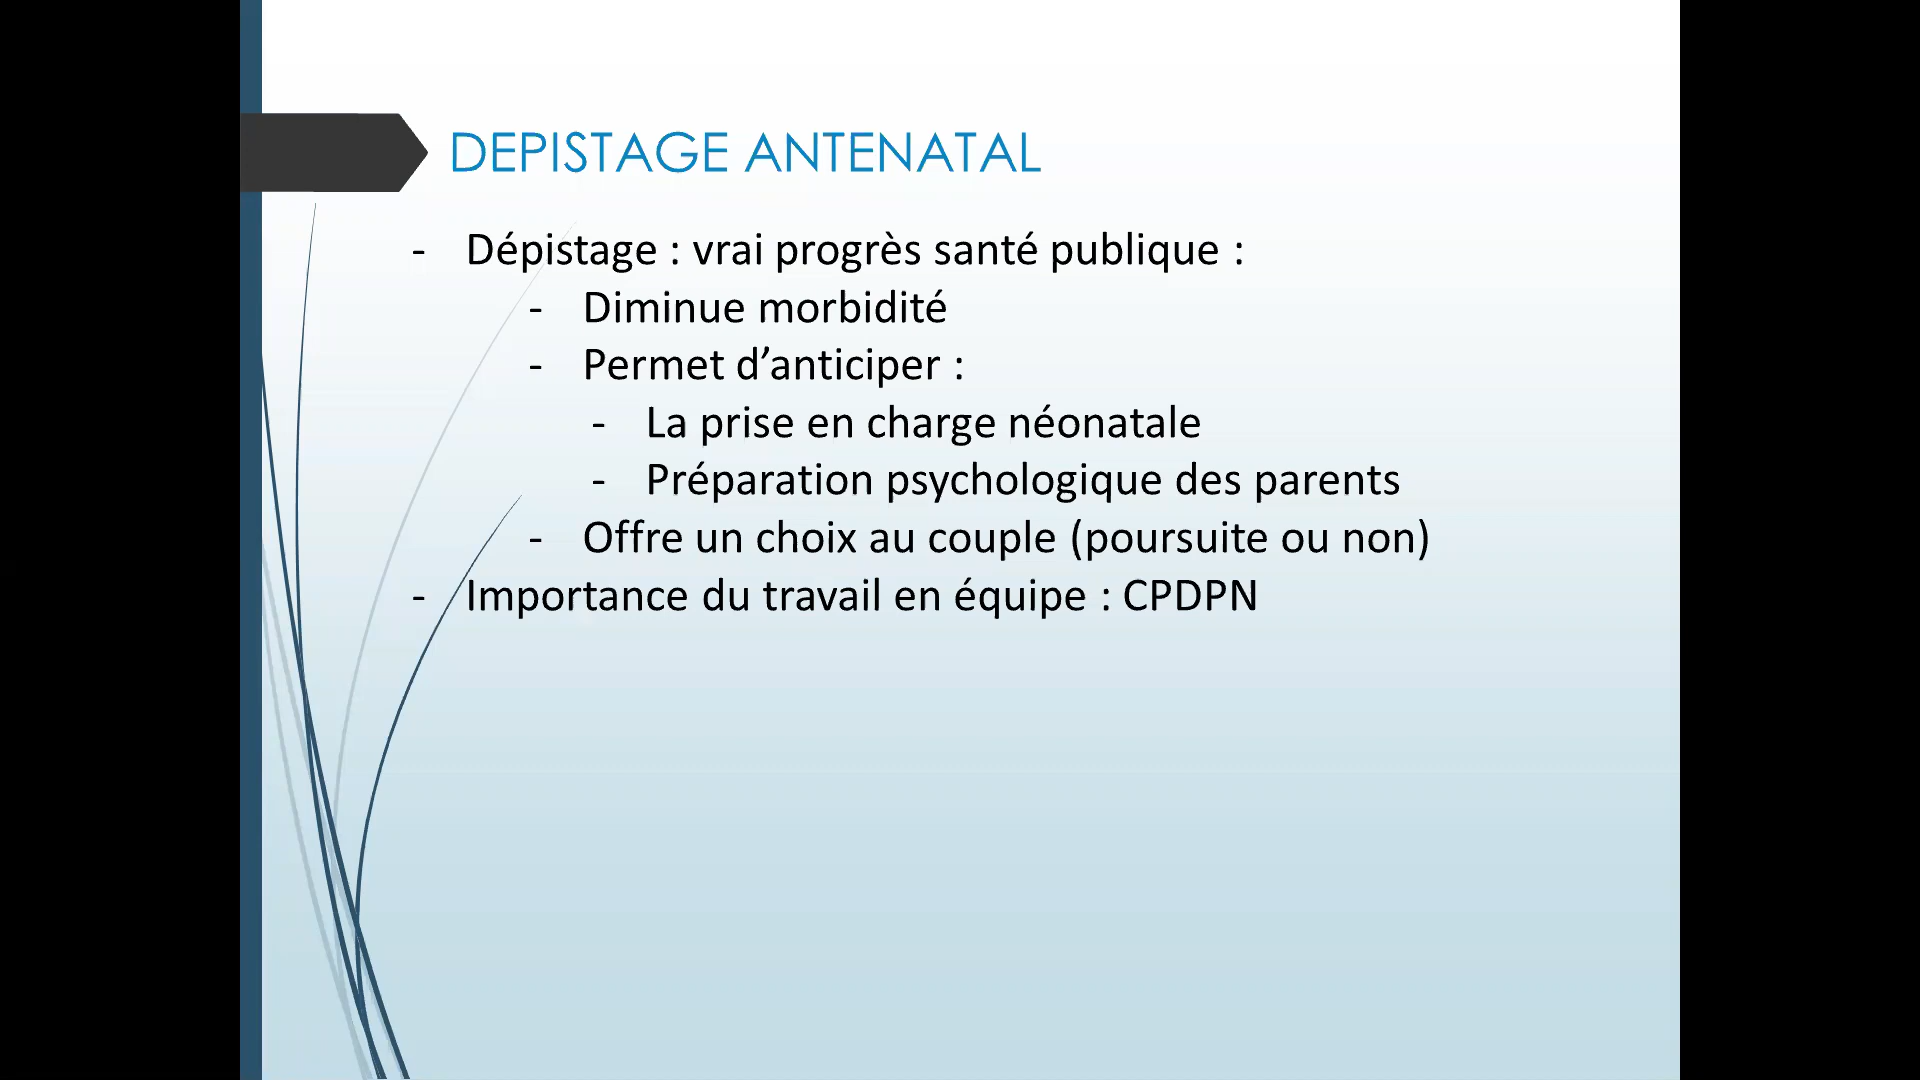 DEPISTAGE ANTENATAL
- Dépistage : vrai progrès santé publique :
- Diminue morbidité
- Permet d’anticiper :
- La prise en charge néonatale
- Préparation psychologique des parents
- Offre un choix au couple (poursuite ou non)
- Importance du travail en équipe : CPDPN